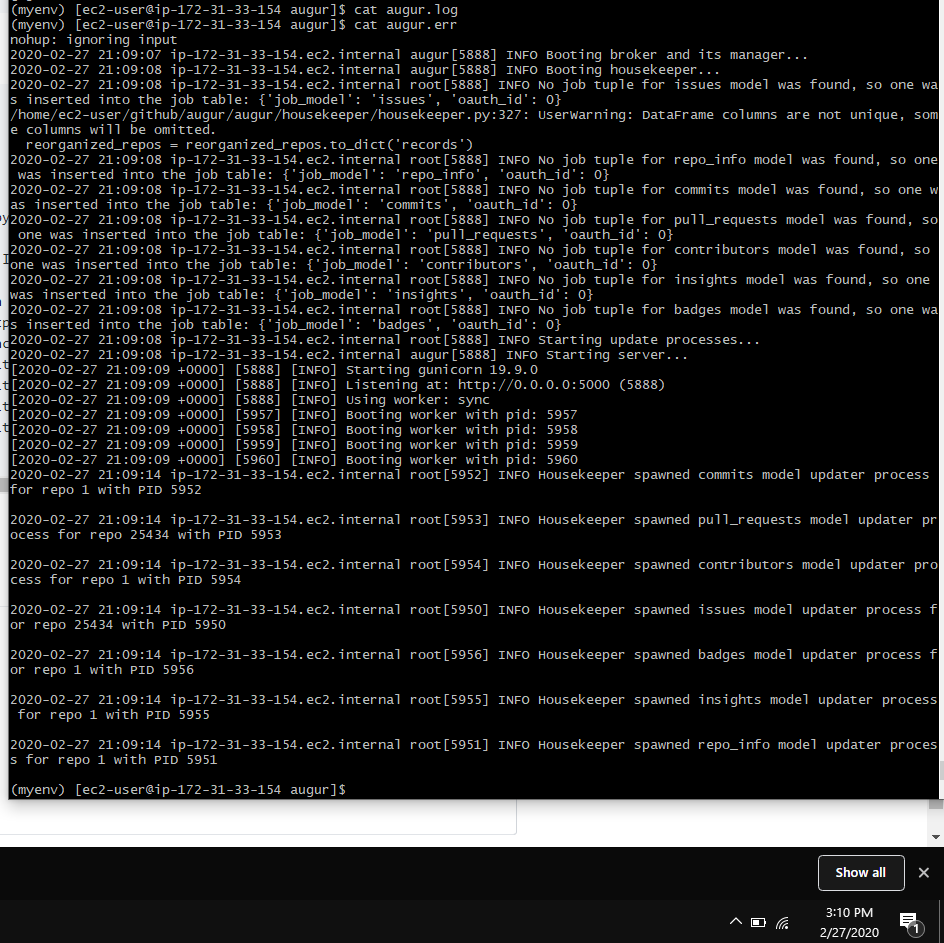 (myenv) [ec2-user@ip-172-31-33-154 augur]$ cat augur.log
(myenv) [ec2-user@ip-172-31-33-154 augur]$ cat augur.err
nohup: ignoring input
2020-02-27 21:09:07 ip-172-31-33-154.ec2.internal augur[5888] INFO Booting broker and its manager...
2020-02-27 21:09:08 ip-172-31-33-154.ec2.internal augur[5888] INFO Booting housekeeper...
2020-02-27 21:09:08 ip-172-31-33-154.ec2.internal root[5888] INFO No job tuple for issues model was found, so one wa
s inserted into the job table: {'job_model': 'issues', 'oauth_id': 0}
/home/ec2-user/github/augur/augur/housekeeper/housekeeper.py:327: UserWarning: DataFrame columns are not unique, som
e columns will be omitted.
  reorganized_repos = reorganized_repos.to_dict('records')
2020-02-27 21:09:08 ip-172-31-33-154.ec2.internal root[5888] INFO No job tuple for repo_info model was found, so one
 was inserted into the job table: {'job_model': 'repo_info', 'oauth_id': 0}
2020-02-27 21:09:08 ip-172-31-33-154.ec2.internal root[5888] INFO No job tuple for commits model was found, so one w
as inserted into the job table: {'job_model': 'commits', 'oauth_id': 0}
2020-02-27 21:09:08 ip-172-31-33-154.ec2.internal root[5888] INFO No job tuple for pull_requests model was found, so
 one was inserted into the job table: {'job_model': 'pull_requests', 'oauth_id': 0}
2020-02-27 21:09:08 ip-172-31-33-154.ec2.internal root[5888] INFO No job tuple for contributors model was found, so
one was inserted into the job table: {'job_model': 'contributors', 'oauth_id': 0}
2020-02-27 21:09:08 ip-172-31-33-154.ec2.internal root[5888] INFO No job tuple for insights model was found, so one
was inserted into the job table: {'job_model': 'insights', 'oauth_id': 0}
2020-02-27 21:09:08 ip-172-31-33-154.ec2.internal root[5888] INFO No job tuple for badges model was found, so one wa
s inserted into the job table: {'job_model': 'badges', 'oauth_id': 0}
2020-02-27 21:09:08 ip-172-31-33-154.ec2.internal root[5888] INFO Starting update processes...
2020-02-27 21:09:08 ip-172-31-33-154.ec2.internal augur[5888] INFO Starting server...
[2020-02-27 21:09:09 +0000] [5888] [INFO] Starting gunicorn 19.9.0
[2020-02-27 21:09:09 +0000] [5888] [INFO] Listening at: http://0.0.0.0:5000 (5888)
[2020-02-27 21:09:09 +0000] [5888] [INFO] Using worker: sync
[2020-02-27 21:09:09 +0000] [5957] [INFO] Booting worker with pid: 5957
[2020-02-27 21:09:09 +0000] [5958] [INFO] Booting worker with pid: 5958
[2020-02-27 21:09:09 +0000] [5959] [INFO] Booting worker with pid: 5959
[2020-02-27 21:09:09 +0000] [5960] [INFO] Booting worker with pid: 5960
2020-02-27 21:09:14 ip-172-31-33-154.ec2.internal root[5952] INFO Housekeeper spawned commits model updater process
for repo 1 with PID 5952
2020-02-27 21:09:14 ip-172-31-33-154.ec2.internal root[5953] INFO Housekeeper spawned pull_requests model updater pr
ocess for repo 25434 with PID 5953
2020-02-27 21:09:14 ip-172-31-33-154.ec2.internal root[5954] INFO Housekeeper spawned contributors model updater pro
cess for repo 1 with PID 5954
2020-02-27 21:09:14 ip-172-31-33-154.ec2.internal root[5950] INFO Housekeeper spawned issues model updater process f
or repo 25434 with PID 5950
2020-02-27 21:09:14 ip-172-31-33-154.ec2.internal root[5956] INFO Housekeeper spawned badges model updater process f
or repo 1 with PID 5956
2020-02-27 21:09:14 ip-172-31-33-154.ec2.internal root[5955] INFO Housekeeper spawned insights model updater process
 for repo 1 with PID 5955
2020-02-27 21:09:14 ip-172-31-33-154.ec2.internal root[5951] INFO Housekeeper spawned repo_info model updater proces
s for repo 1 with PID 5951
(myenv) [ec2-user@ip-172-31-33-154 augur]$
Show all
3:10 PM
2/27/2020
1